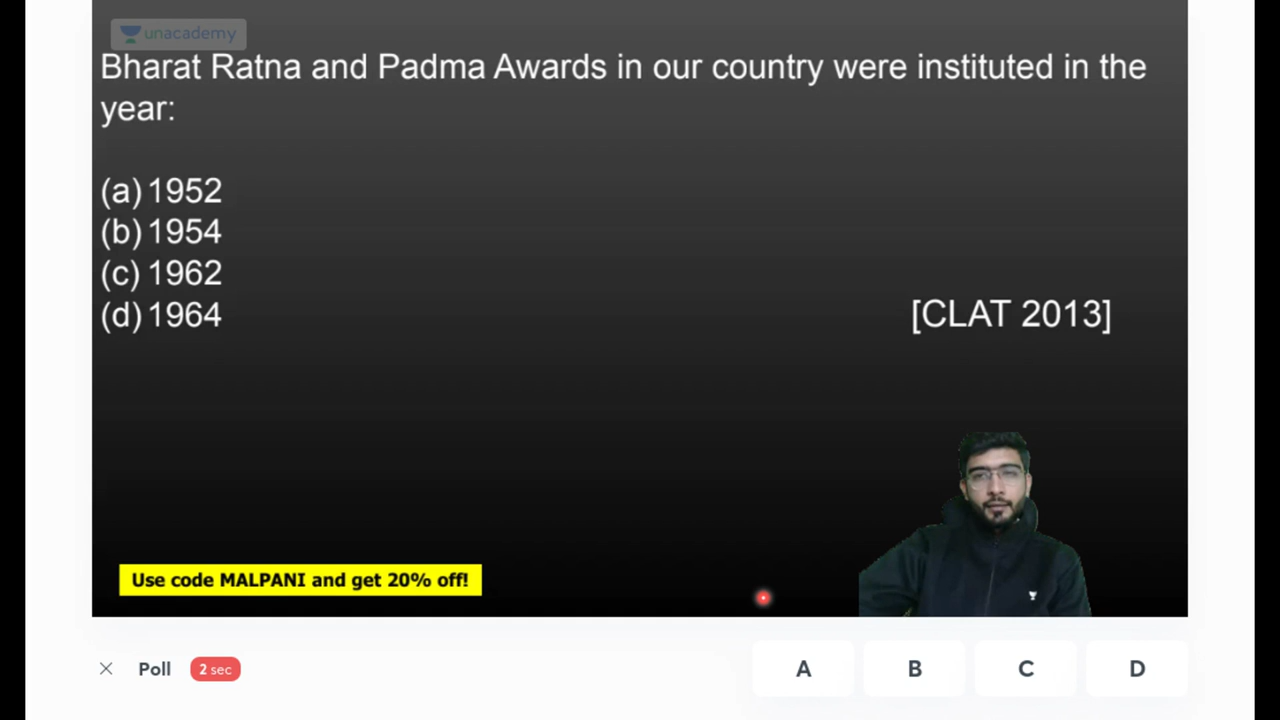 unacademy
Bharat Ratna and Padma Awards in our country were instituted in the
year:
(a) 1952
(b) 1954
(c) 1962
(d) 1964
[CLAT 2013]
Use code MALPANI and get 20% off!
Poll
2 sec
A
B
C
D